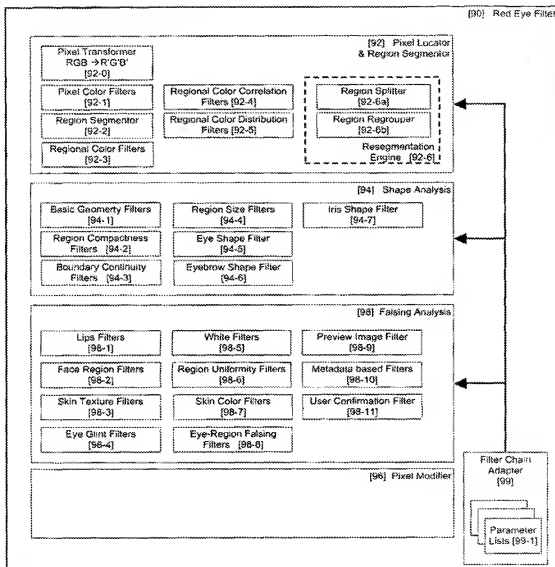 [90] Red Eye Filter
[92] Pixel Locator
& Region Segmentor
Pixel Transformer
RGB → R'G'B'
[92-0]
Pixel Color Filters
[92-1]
Region Segmentor
[92-2]
Regional Color Filters
[92-3]
Regional Color Correlation
Filters [92-4]
Regional Color Distribution
Filters [92-5]
Region Splitter
[92-6a]
Region Regrouper
[92-6b]
Resegmentation
Engine [92-6]
[94] Shape Analysis
Basic Geomerty Filters
[94-1]
Region Compactness
Filters [94-2]
Boundary Continuity
Filters [94-3]
Region Size Filters
[94-4]
Eye Shape Filter
[94-5]
Eyebrow Shape Filter
[94-6]
Iris Shape Filter
[94-7]
[98] Falsing Analysis
Lips Filters
[98-1]
Face Region Filters
[98-2]
Skin Texture Filters
[98-3]
Eye Glint Filters
[98-4]
White Filters
[98-5]
Region Uniformity Filters
[98-6]
Skin Color Filters
[98-7]
Eye-Region Falsing
Filters [98-8]
Preview Image Filter
[98-9]
Metadata based Filters
[98-10]
User Confirmation Filter
[98-11]
[96] Pixel Modifier
Filter Chain
Adapter
[99]
Parameter
Lists [99-1]